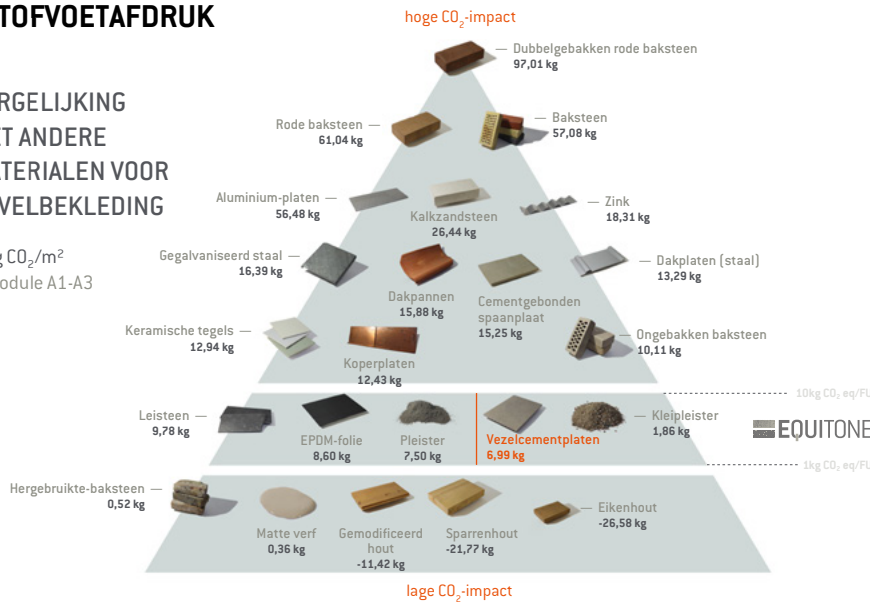 TOFVOETAFDRUK
hoge CO₂-impact
Dubbelgebakken rode baksteen
97,01 kg
RGELIJKING
ET ANDERE
ATERIALEN VOOR
VELBEKLEDING
g CO₂/m²
odule A1-A3
Rode baksteen
61,04 kg
Baksteen
57,08 kg
Aluminium-platen
56,48 kg
Kalkzandsteen
26,44 kg
Zink
18,31 kg
Gegalvaniseerd staal
16,39 kg
Dakpannen
15,88 kg
Cementgebonden
spaanplaat
15,25 kg
Dakplaten (staal)
13,29 kg
Keramische tegels
12,94 kg
Koperplaten
12,43 kg
Ongebakken baksteen
10,11 kg
10kg CO₂ eq/FU
Leisteen
9,78 kg
EPDM-folie
8,60 kg
Pleister
7,50 kg
Vezelcementplaten
6,99 kg
Kleipleister
1,86 kg
EQUITONE
1kg CO₂ eq/FU
Hergebruikte-baksteen
0,52 kg
Matte verf
0,36 kg
Gemodificeerd
hout
-11,42 kg
Sparrenhout
-21,77 kg
Eikenhout
-26,58 kg
lage CO₂-impact